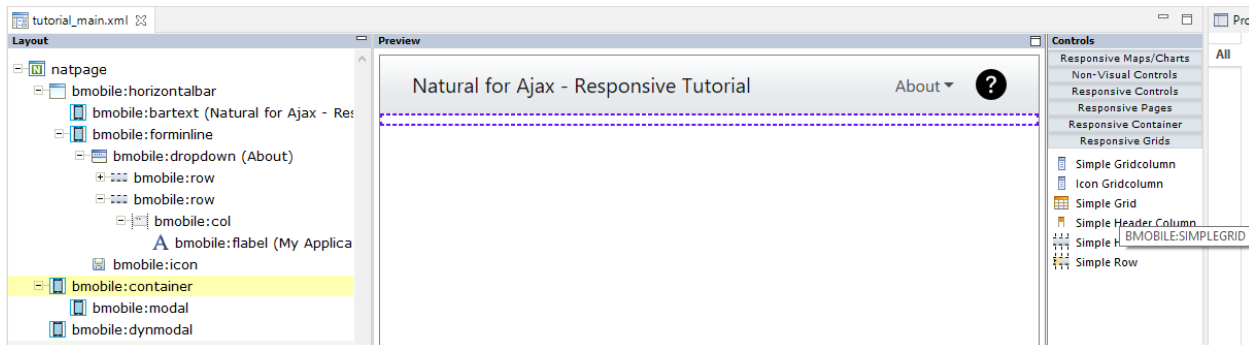 tutorial_main.xml
Pro
Layout
natpage
bmobile:horizontalbar
bmobile:bartext (Natural for Ajax - Res
bmobile:forminline
bmobile:dropdown (About)
bmobile:row
bmobile:row
bmobile:col
A bmobile:flabel (My Applica
bmobile:icon
bmobile:container
bmobile:modal
bmobile:dynmodal
Preview
Natural for Ajax - Responsive Tutorial
About
?
Controls
Responsive Maps/Charts
Non-Visual Controls
Responsive Controls
Responsive Pages
Responsive Container
Responsive Grids
Simple Gridcolumn
Icon Gridcolumn
Simple Grid
Simple Header Column
BMOBILE:SIMPLEGRID
Simple H
Simple Row
All